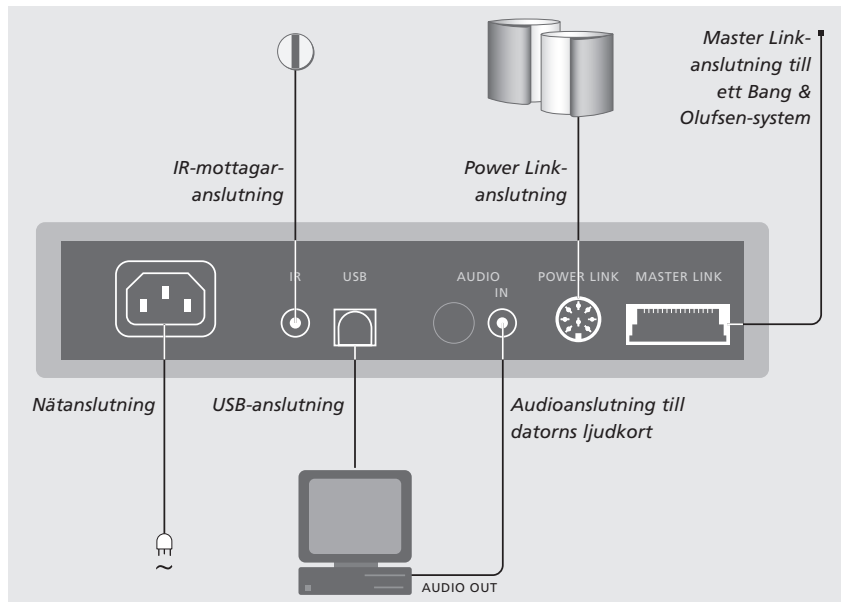 Master Link-
anslutning till
ett Bang &
Olufsen-system
IR-mottagar-
anslutning
Power Link-
anslutning
IR
USB
AUDIO
IN
POWER LINK
MASTER LINK
Nätanslutning
USB-anslutning
Audioanslutning till
datorns ljudkort
~
AUDIO OUT